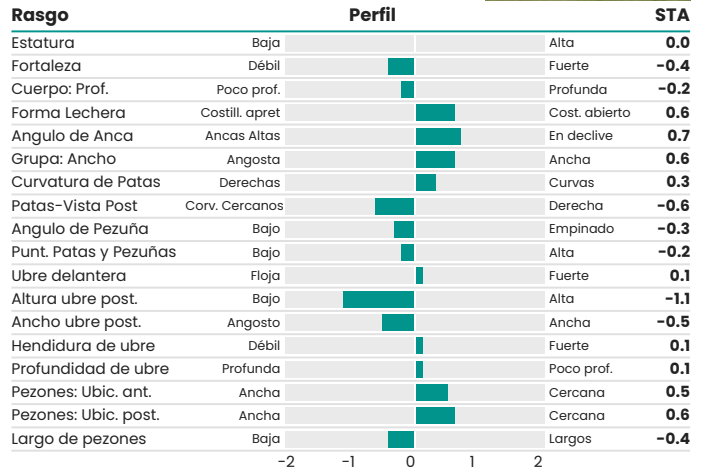 Rasgo Perfil STA
Estatura Baja Alta 0.0
Fortaleza Débil Fuerte -0.4
Cuerpo: Prof. Poco prof. Profunda -0.2
Forma Lechera Costill. apret Cost. abierto 0.6
Angulo de Anca Ancas Altas En declive 0.7
Grupa: Ancho Angosta Ancha 0.6
Curvatura de Patas Derechas Curvas 0.3
Patas-Vista Post Corv. Cercanos Derecha -0.6
Angulo de Pezuña Bajo Empinado -0.3
Punt. Patas y Pezuñas Bajo Alta -0.2
Ubre delantera Floja Fuerte 0.1
Altura ubre post. Bajo Alta -1.1
Ancho ubre post. Angosto Ancha -0.5
Hendidura de ubre Débil Fuerte 0.1
Profundidad de ubre Profunda Poco prof. 0.1
Pezones: Ubic. ant. Ancha Cercana 0.5
Pezones: Ubic. post. Ancha Cercana 0.6
Largo de pezones Baja Largos -0.4
-2 -1 0 1 2